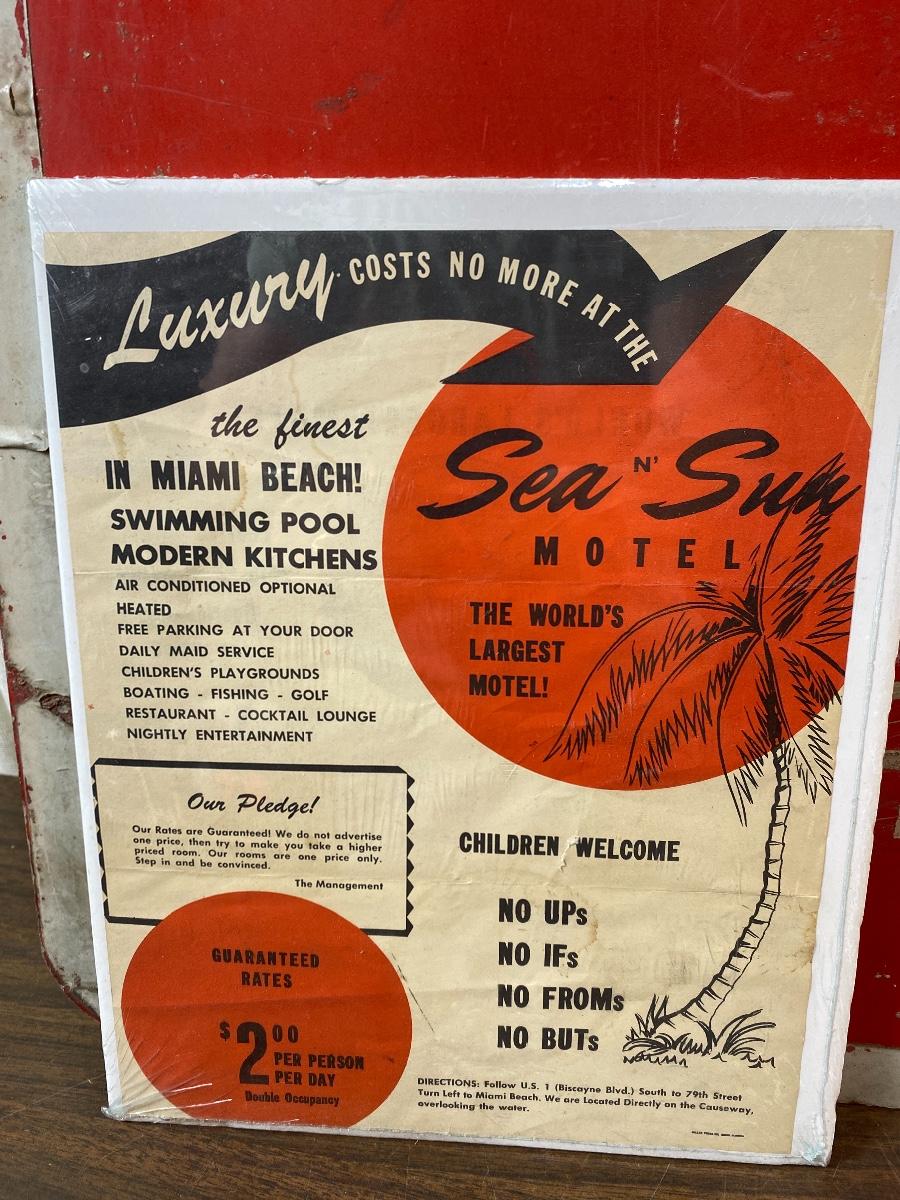 Luxury COSTS NO MORE AT THE
Sea N' Sun
MOTEL
THE WORLD'S
LARGEST
MOTEL!
the finest
IN MIAMI BEACH!
SWIMMING POOL
MODERN KITCHENS
AIR CONDITIONED OPTIONAL
HEATED
FREE PARKING AT YOUR DOOR
DAILY MAID SERVICE
CHILDREN'S PLAYGROUNDS
BOATING - FISHING - GOLF
RESTAURANT - COCKTAIL LOUNGE
NIGHTLY ENTERTAINMENT
Our Pledge!
Our Rates are Guaranteed! We do not advertise
one price, then try to make you take a higher
priced room. Our rooms are one price only.
Step in and be convinced.
The Management
CHILDREN WELCOME
NO UPs
NO IFs
NO FROMs
NO BUTs
GUARANTEED
RATES
$2.00
PER PERSON
PER DAY
Double Occupancy
DIRECTIONS: Follow U.S. 1 (Biscayne Blvd.) South to 79th Street
Turn Left to Miami Beach. We are Located Directly on the Causeway,
overlooking the water.